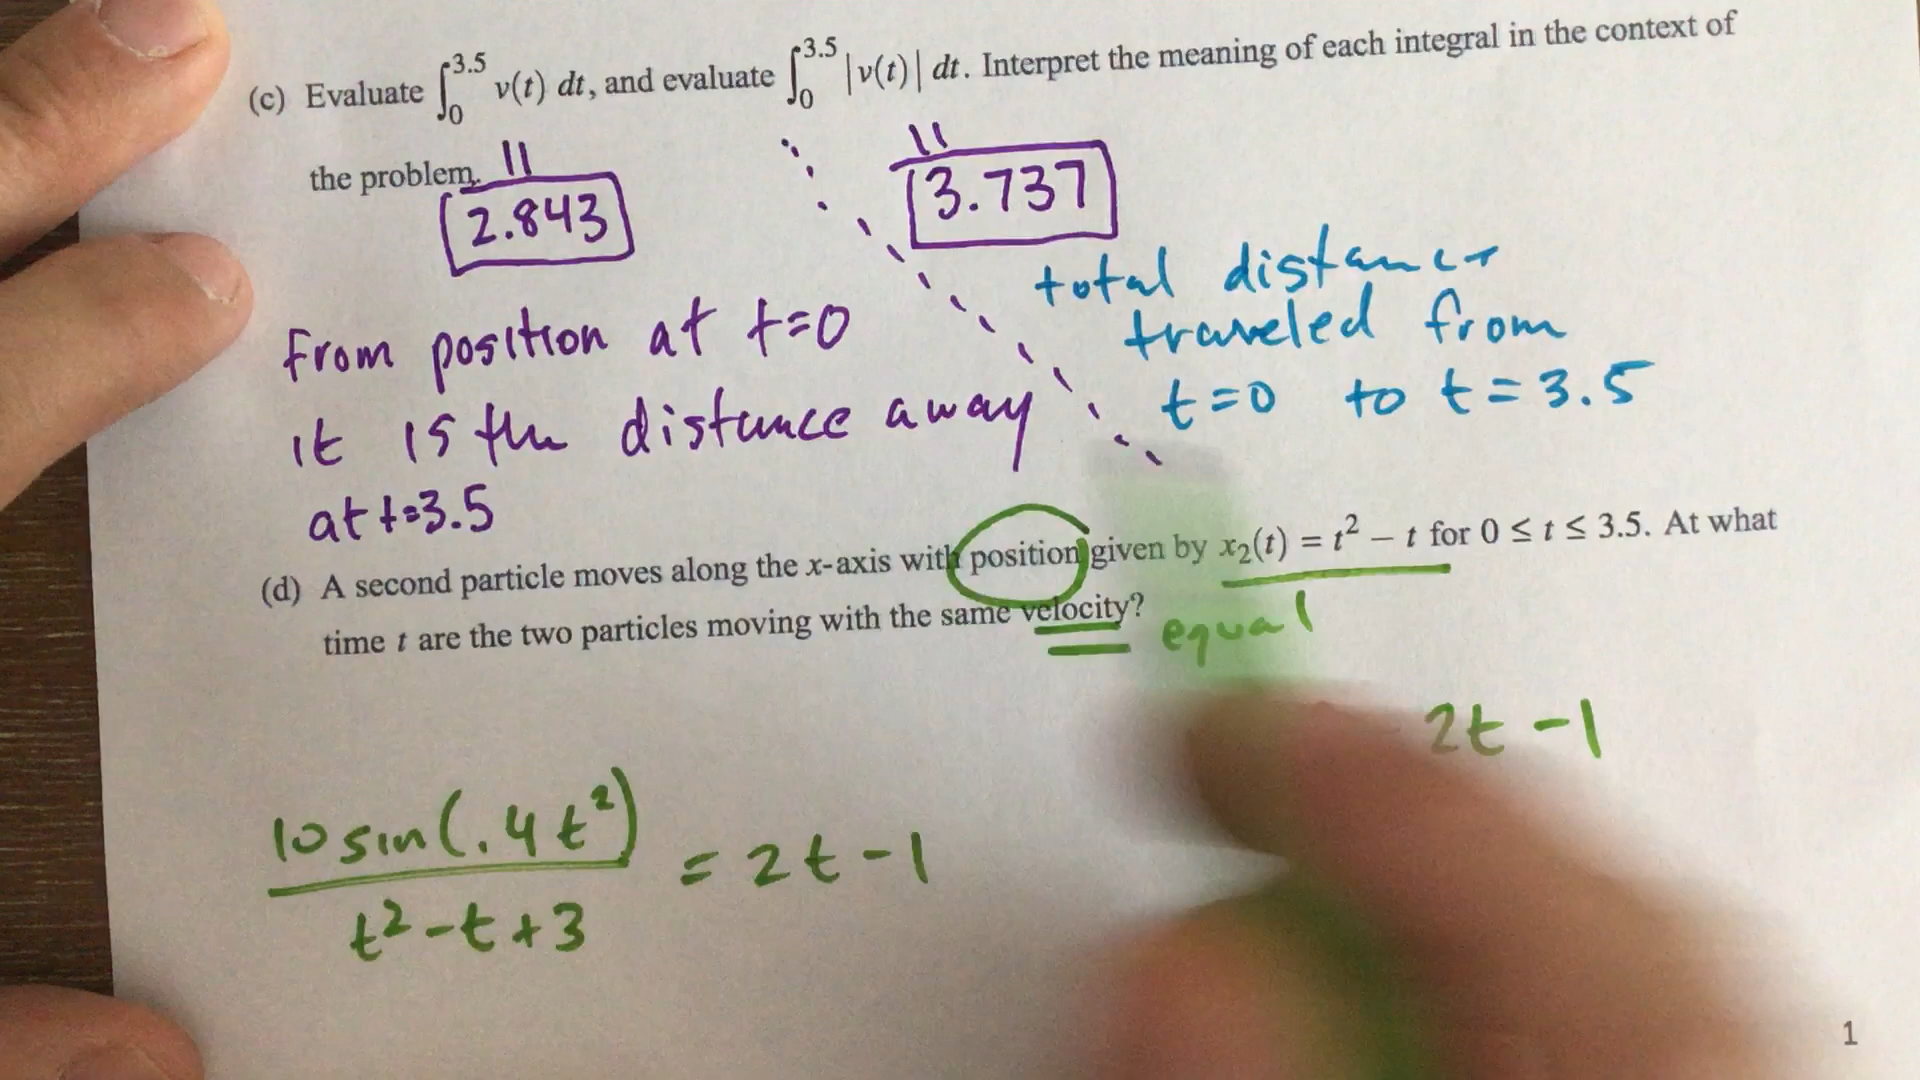 (c) Evaluate ∫₀^3.5 v(t) dt, and evaluate ∫₀^3.5 |v(t)| dt. Interpret the meaning of each integral in the context of
the problem.
2.843
3.737
from position at t=0
it is the distance away
at t=3.5
total distance
traveled from
t=0 to t=3.5
(d) A second particle moves along the x-axis with position given by x₂(t) = t² − t for 0 ≤ t ≤ 3.5. At what
time t are the two particles moving with the same velocity?
equal
2t -1
10 sin(.4t²)
t²-t+3
= 2t-1
1